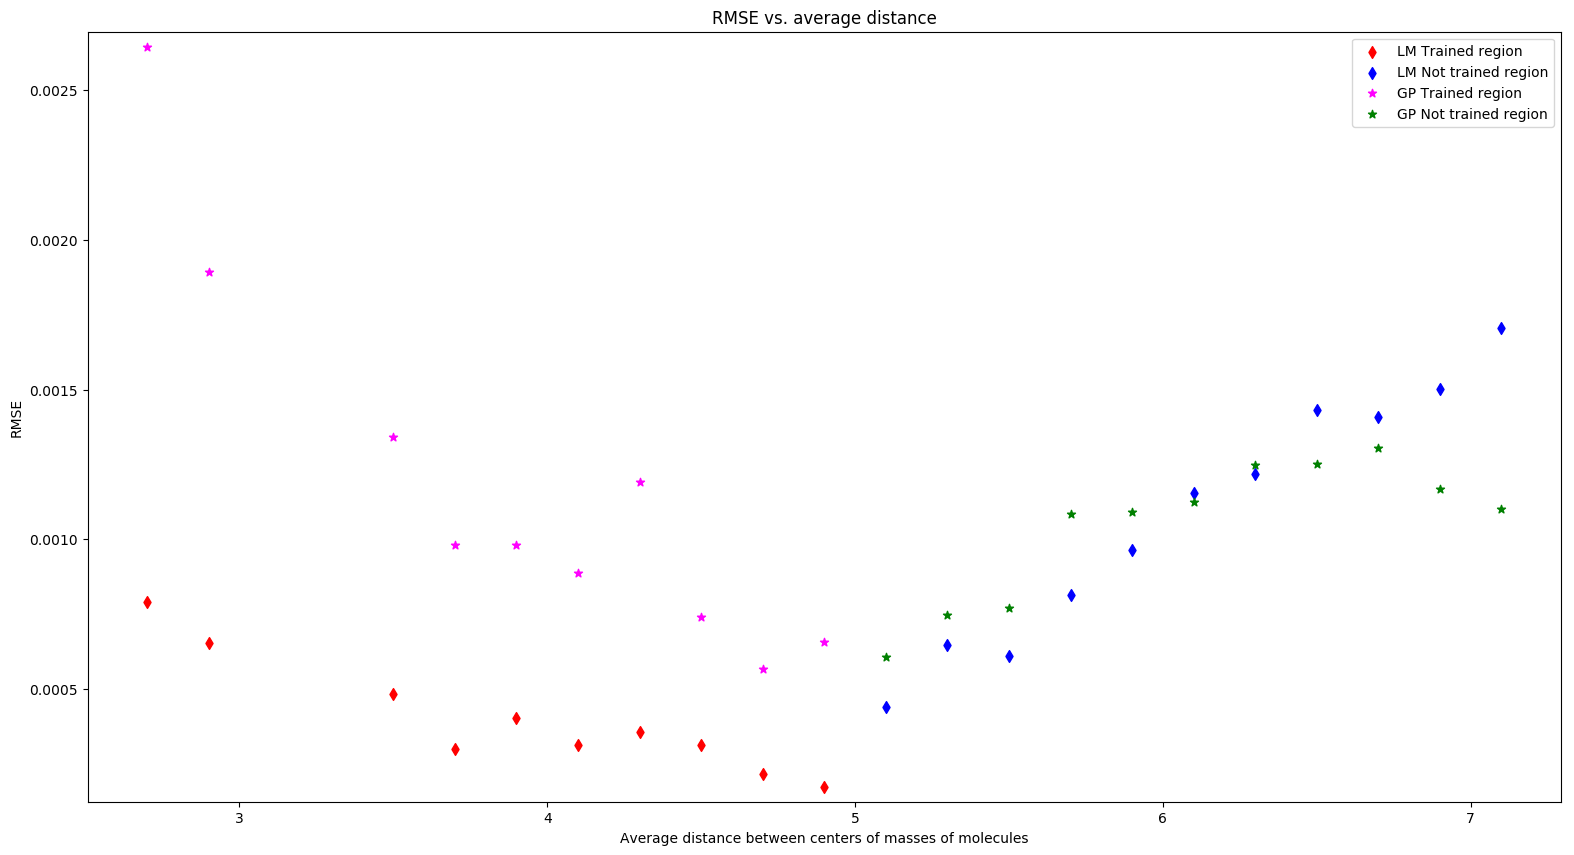 RMSE vs. average distance
LM Trained region
LM Not trained region
GP Trained region
GP Not trained region
0.0025
0.0020
0.0015
0.0010
0.0005
RMSE
3 4 5 6 7
Average distance between centers of masses of molecules